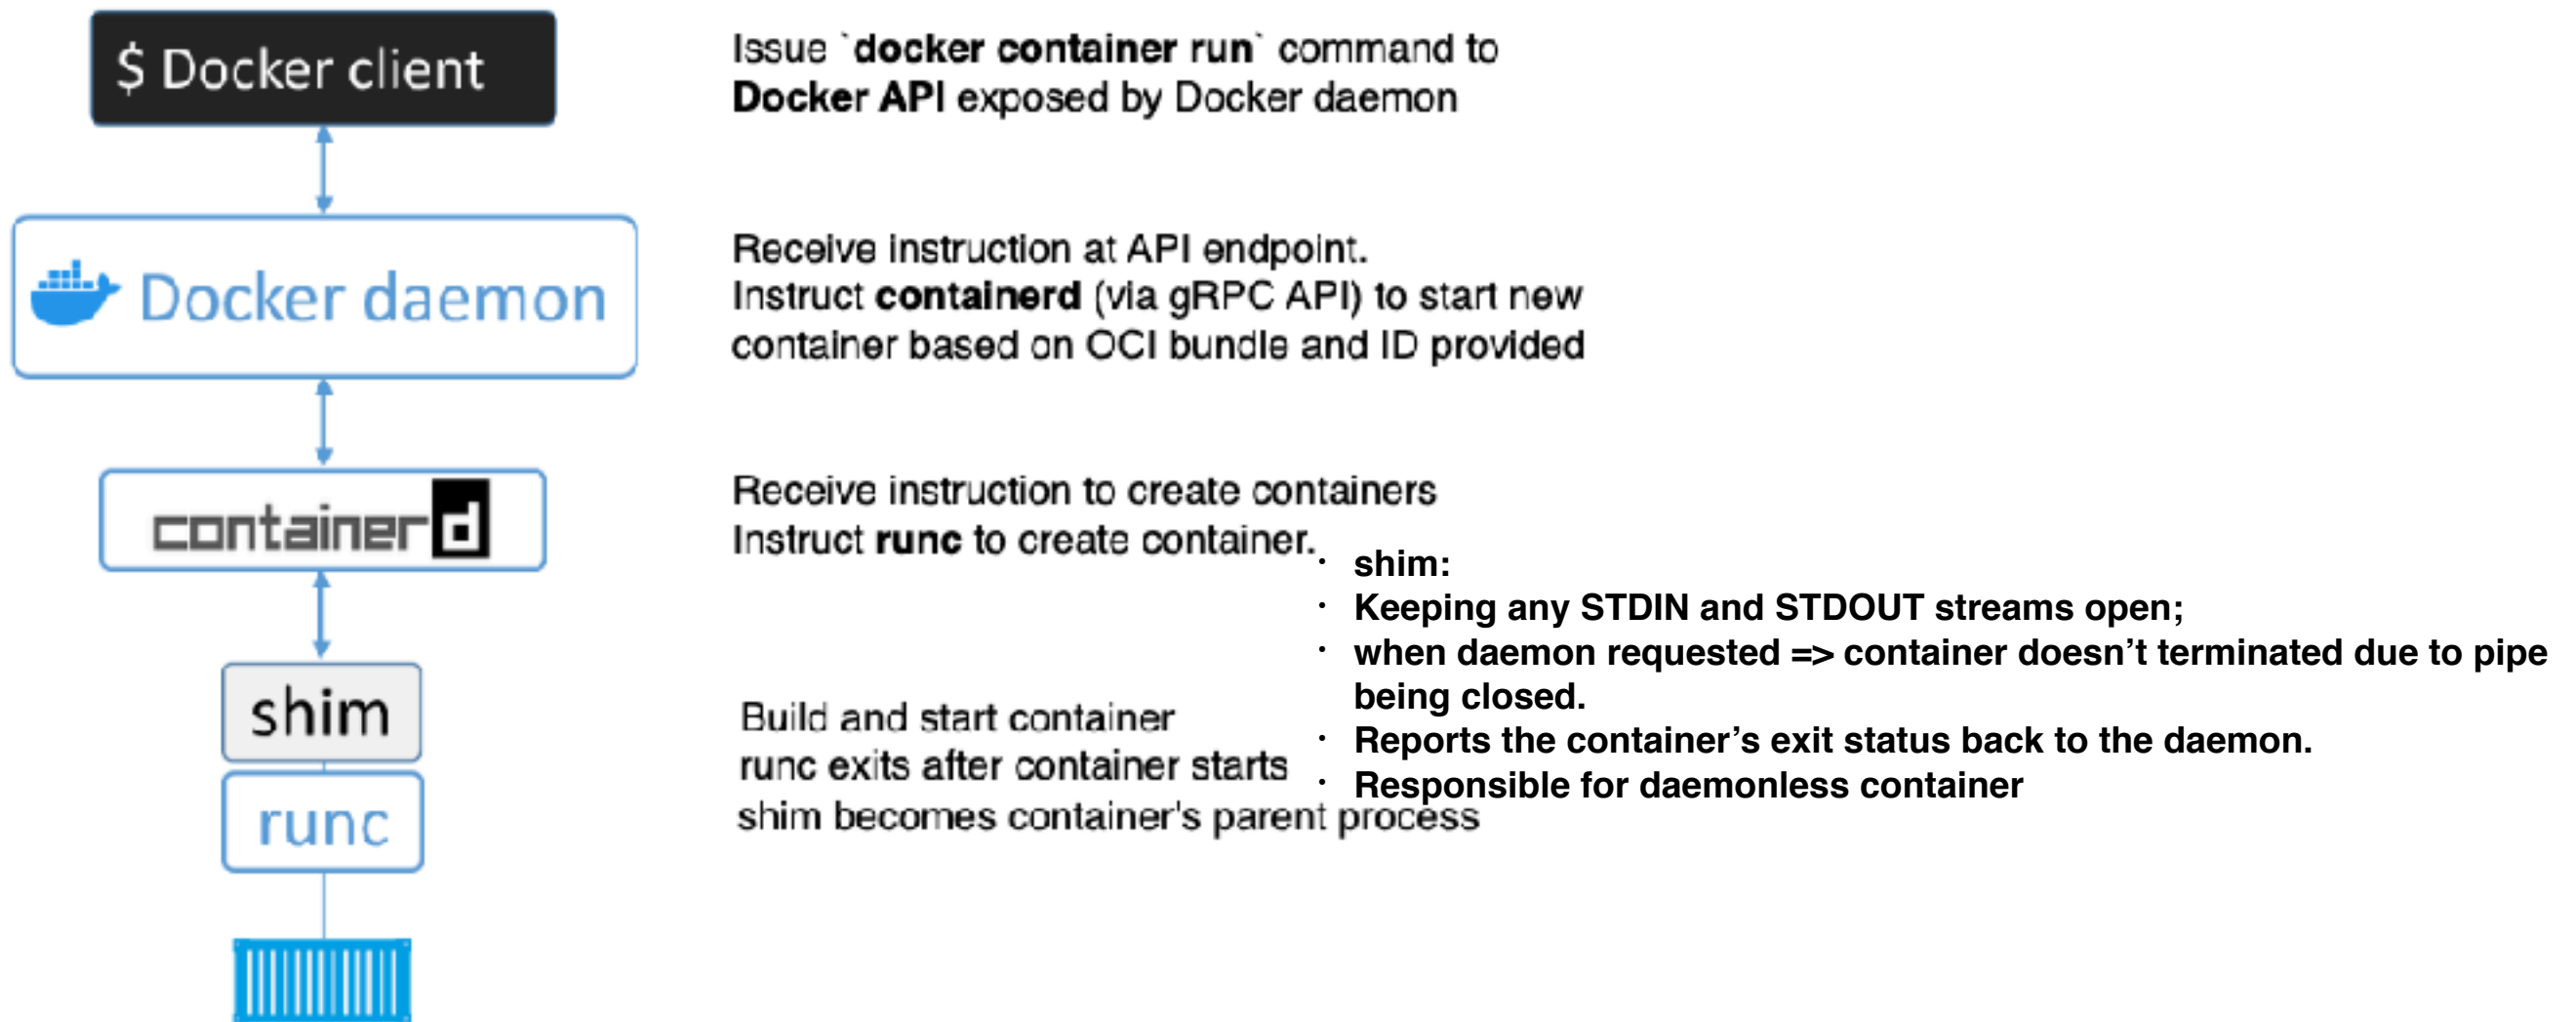 $ Docker client
Issue `docker container run` command to
Docker API exposed by Docker daemon
Docker daemon
Receive instruction at API endpoint.
Instruct containerd (via gRPC API) to start new
container based on OCI bundle and ID provided
containerd
Receive instruction to create containers
Instruct runc to create container.
shim
runc
Build and start container
runc exits after container starts
shim becomes container's parent process
· shim:
· Keeping any STDIN and STDOUT streams open;
· when daemon requested => container doesn’t terminated due to pipe
being closed.
· Reports the container’s exit status back to the daemon.
· Responsible for daemonless container